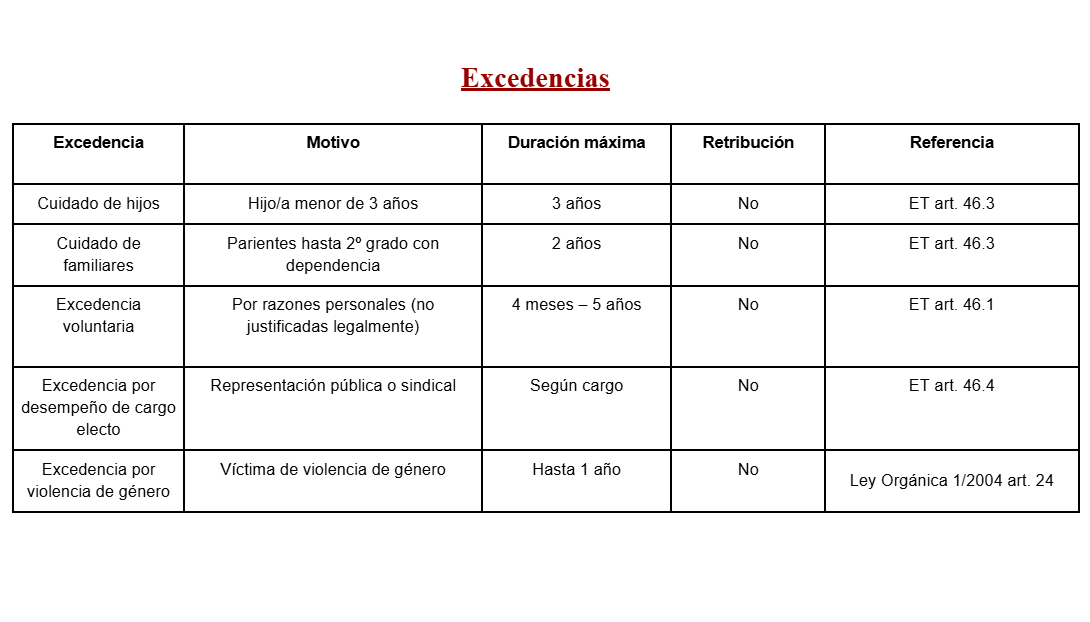 Excedencias
Excedencia Motivo Duración máxima Retribución Referencia
Cuidado de hijos Hijo/a menor de 3 años 3 años No ET art. 46.3
Cuidado de Parientes hasta 2º grado con 2 años No ET art. 46.3
familiares dependencia
Excedencia Por razones personales (no 4 meses – 5 años No ET art. 46.1
voluntaria justificadas legalmente)
Excedencia por Representación pública o sindical Según cargo No ET art. 46.4
desempeño de cargo
electo
Excedencia por Víctima de violencia de género Hasta 1 año No Ley Orgánica 1/2004 art. 24
violencia de género